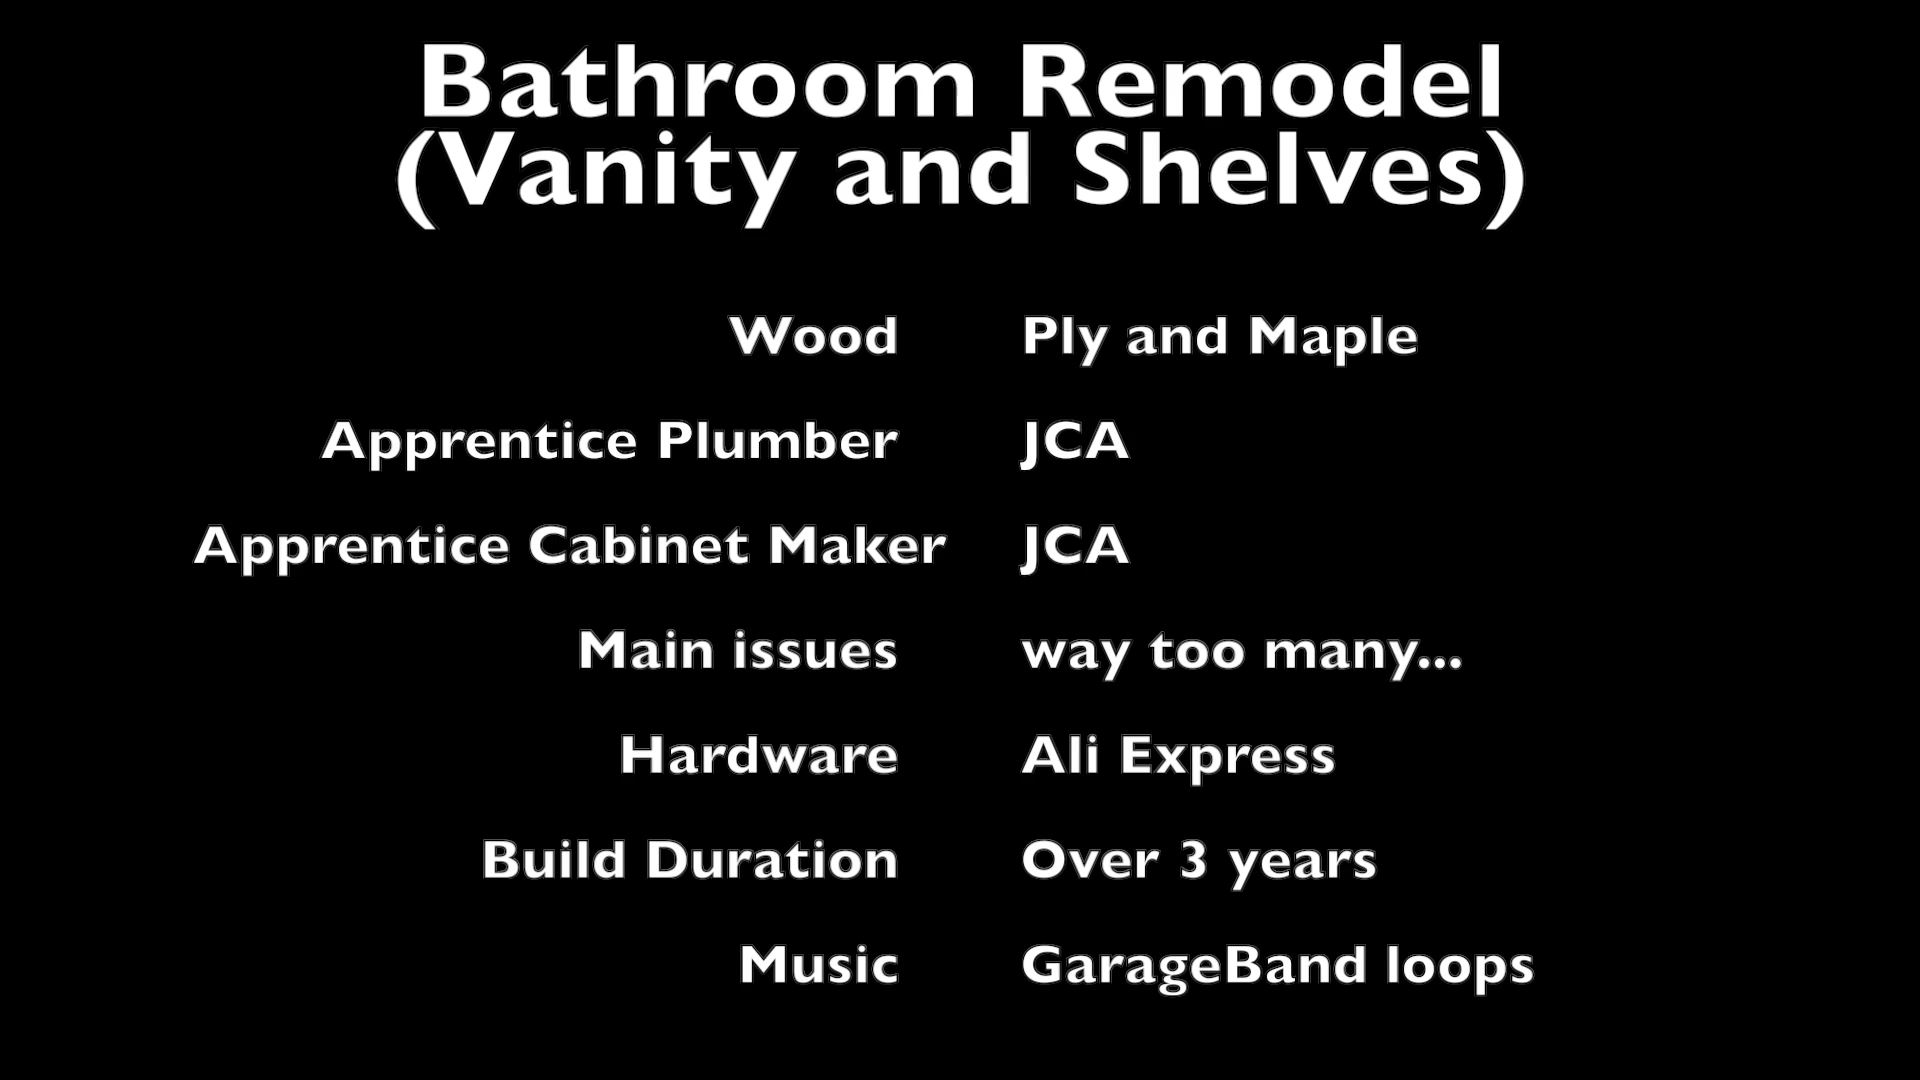 Bathroom Remodel
(Vanity and Shelves)
Wood Ply and Maple
Apprentice Plumber JCA
Apprentice Cabinet Maker JCA
Main issues way too many...
Hardware Ali Express
Build Duration Over 3 years
Music GarageBand loops